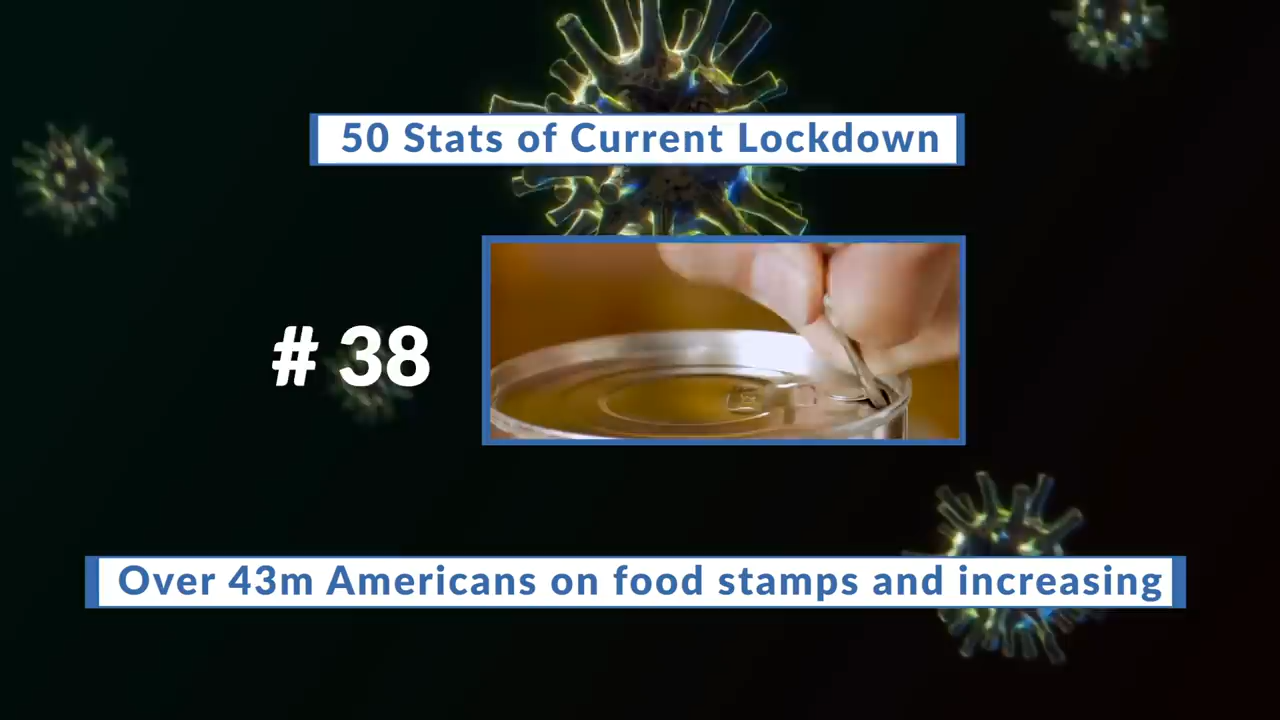 50 Stats of Current Lockdown
# 38
Over 43m Americans on food stamps and increasing